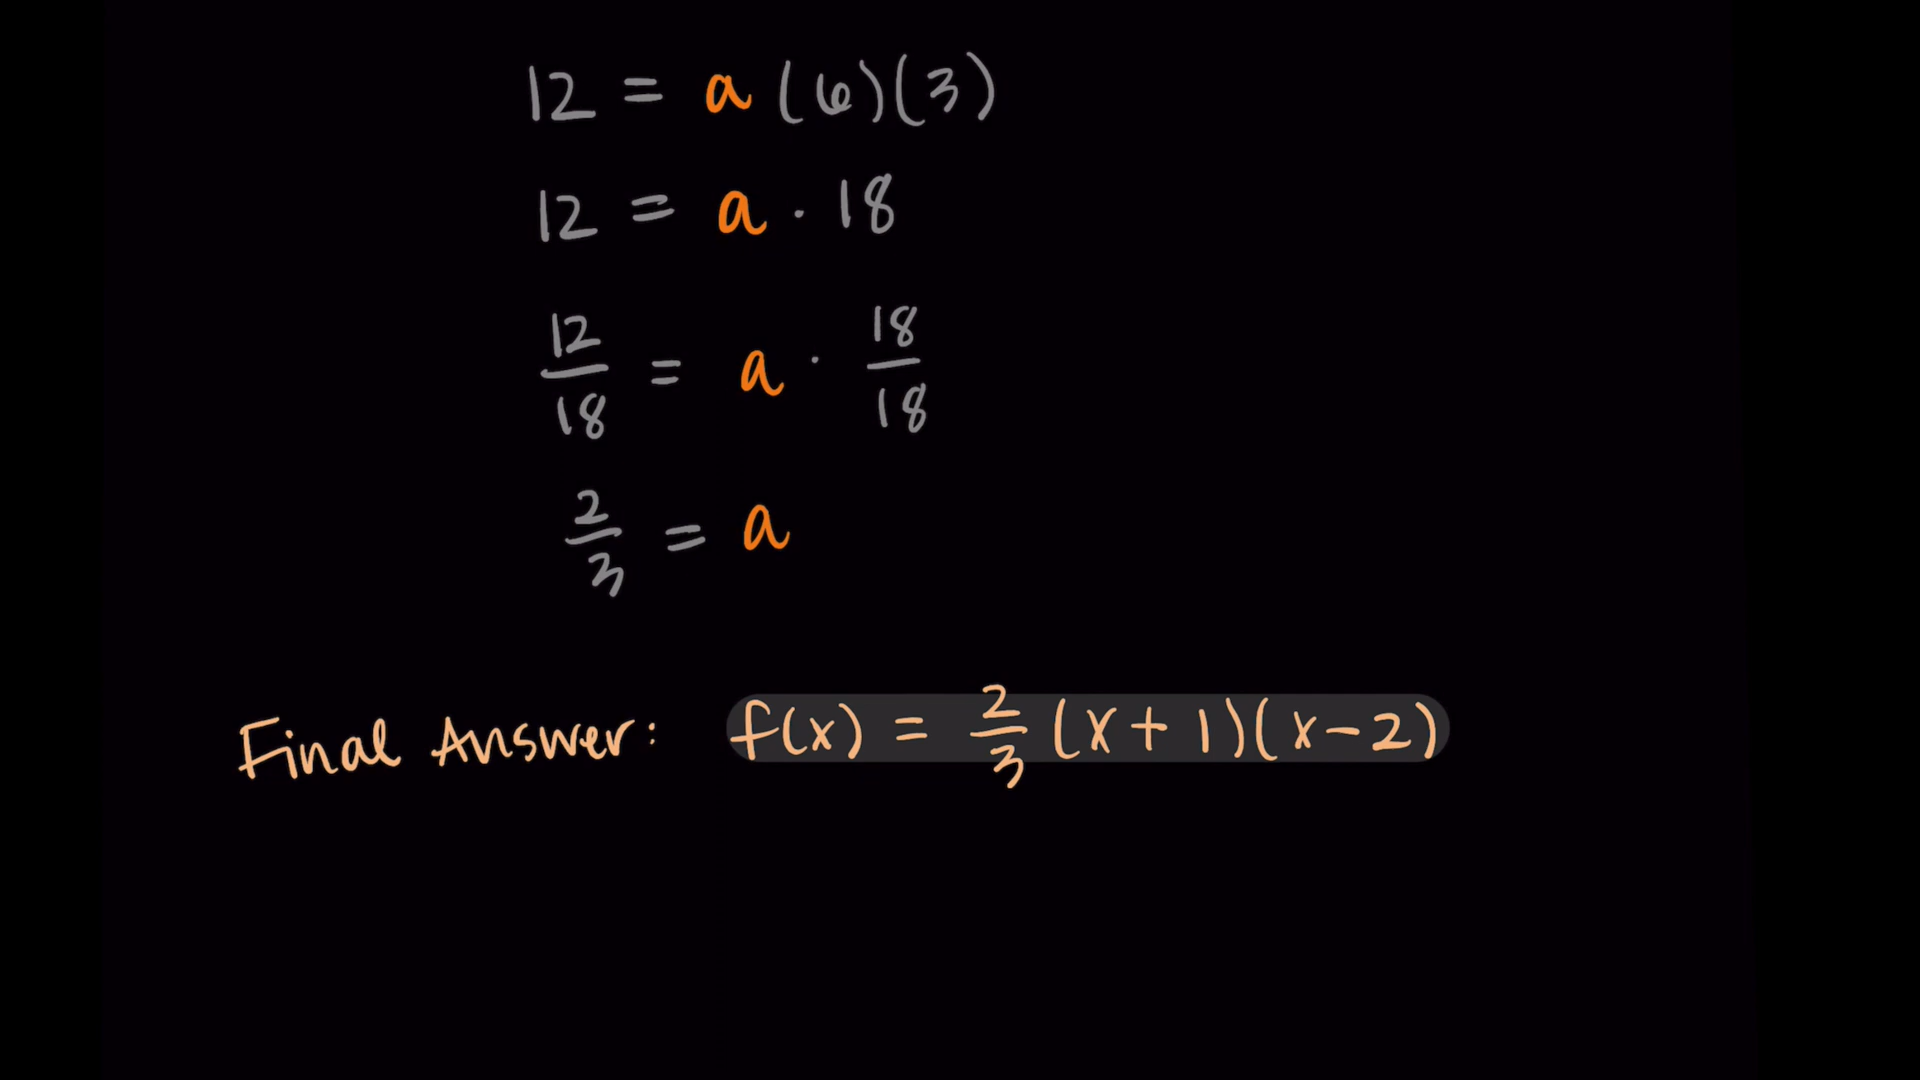 12 = a (6)(3)
12 = a · 18
12/18 = a · 18/18
2/3 = a
Final Answer: f(x) = 2/3 (x + 1)(x - 2)